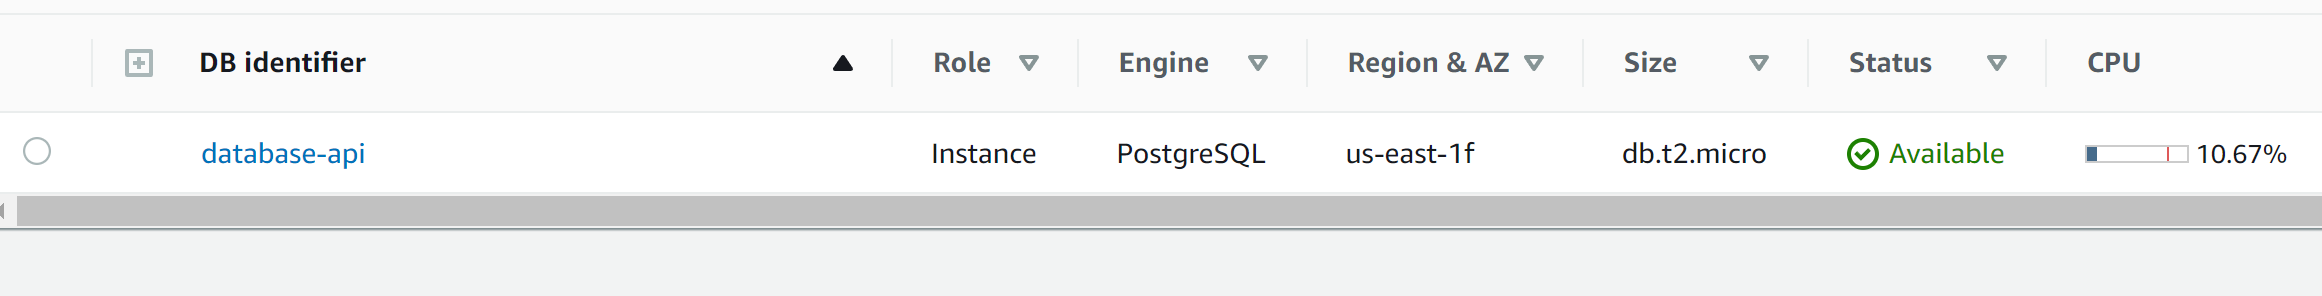 DB identifier Role Engine Region & AZ Size Status CPU
database-api Instance PostgreSQL us-east-1f db.t2.micro Available 10.67%